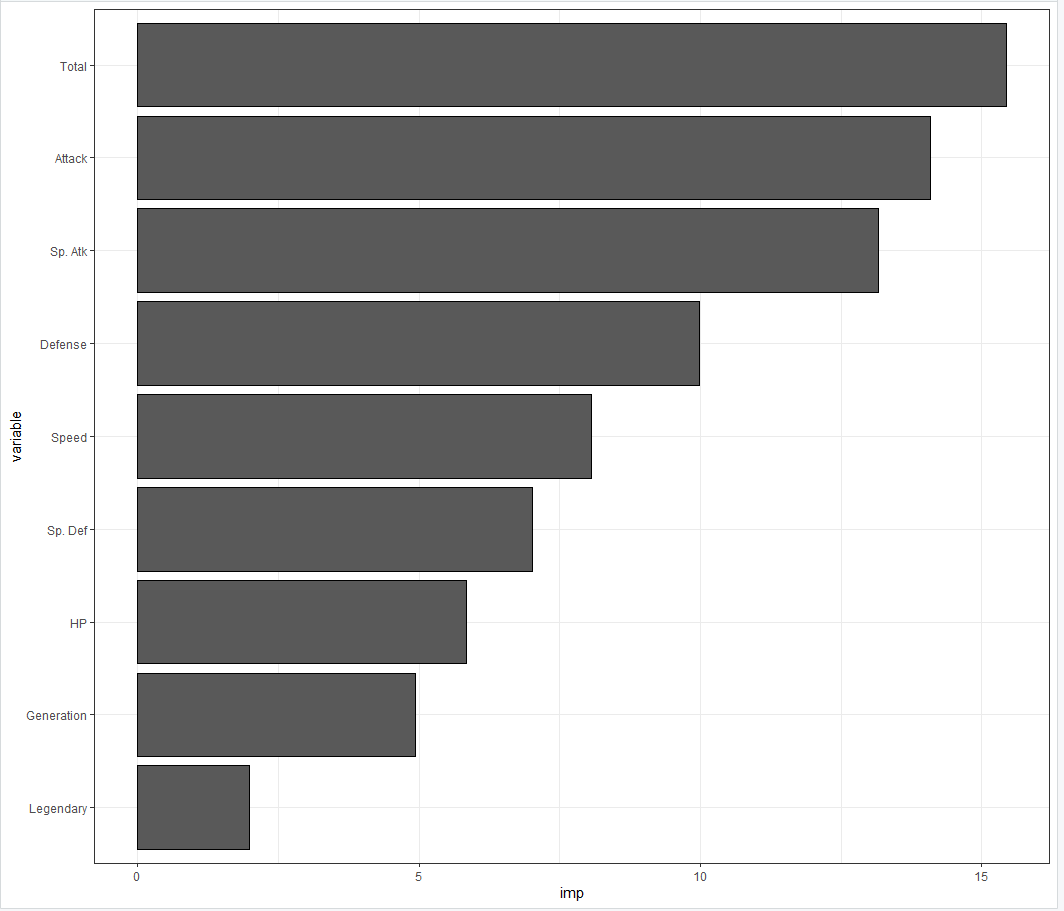 Total
Attack
Sp. Atk
Defense
Speed
Sp. Def
HP
Generation
Legendary
variable
0 5 10 15
imp